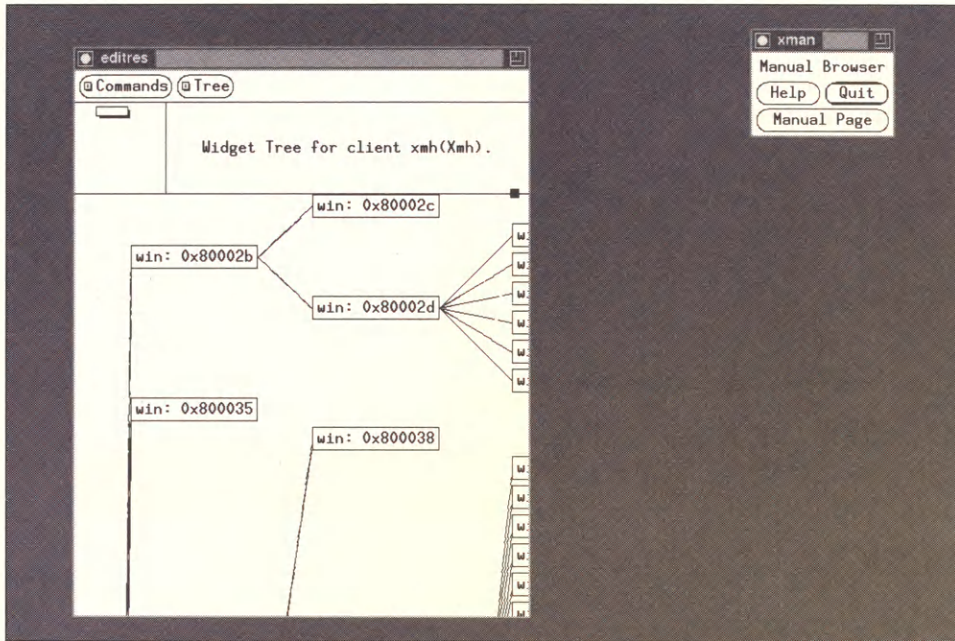 editres
Commands Tree
Widget Tree for client xmh(Xmh).
win: 0x80002c
win: 0x80002b
win: 0x80002d
win: 0x800035
win: 0x800038
xman
Manual Browser
Help Quit
Manual Page